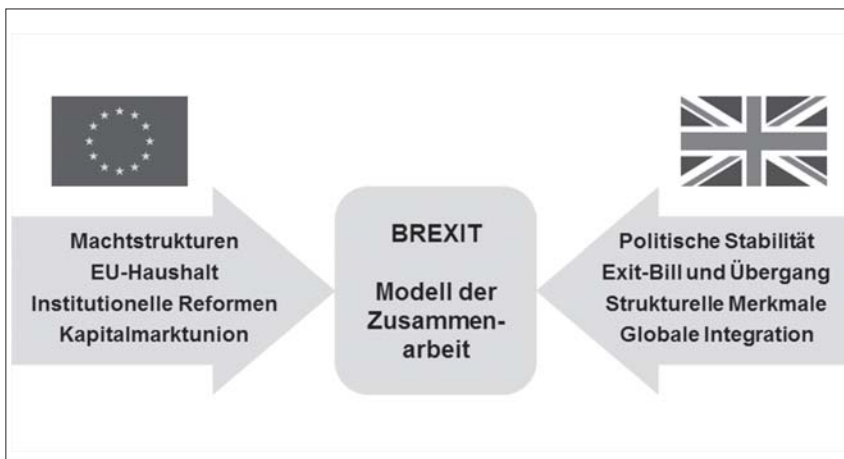 Machtstrukturen
EU-Haushalt
Institutionelle Reformen
Kapitalmarktunion
BREXIT
Modell der
Zusammen-
arbeit
Politische Stabilität
Exit-Bill und Übergang
Strukturelle Merkmale
Globale Integration